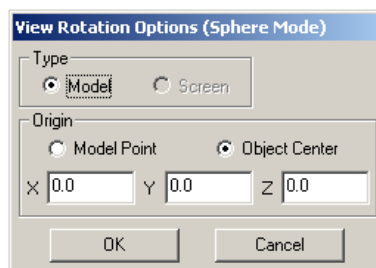 View Rotation Options (Sphere Mode)
Type
Model Screen
Origin
Model Point Object Center
X 0.0 Y 0.0 Z 0.0
OK Cancel